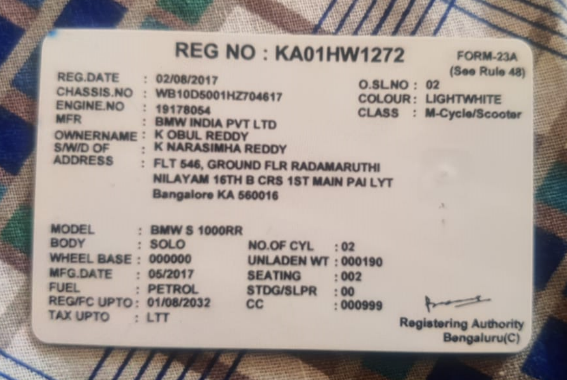 REG NO : KA01HW1272
FORM-23A
(See Rule 48)
REG.DATE : 02/08/2017
O.SL.NO : 02
CHASSIS.NO : WB10D5001HZ704617
COLOUR : LIGHTWHITE
ENGINE.NO : 19178054
CLASS : M-Cycle/Scooter
MFR : BMW INDIA PVT LTD
OWNERNAME : K OBUL REDDY
S/W/D OF : K NARASIMHA REDDY
ADDRESS : FLT 546, GROUND FLR RADAMARUTHI
NILAYAM 16TH B CRS 1ST MAIN PAI LYT
Bangalore KA 560016
MODEL : BMW S 1000RR
BODY : SOLO
NO.OF CYL : 02
WHEEL BASE : 000000
UNLADEN WT : 000190
MFG.DATE : 05/2017
SEATING : 002
FUEL : PETROL
STDG/SLPR : 00
REG/FC UPTO : 01/08/2032
CC : 000999
TAX UPTO : LTT
Registering Authority
Bengaluru(C)